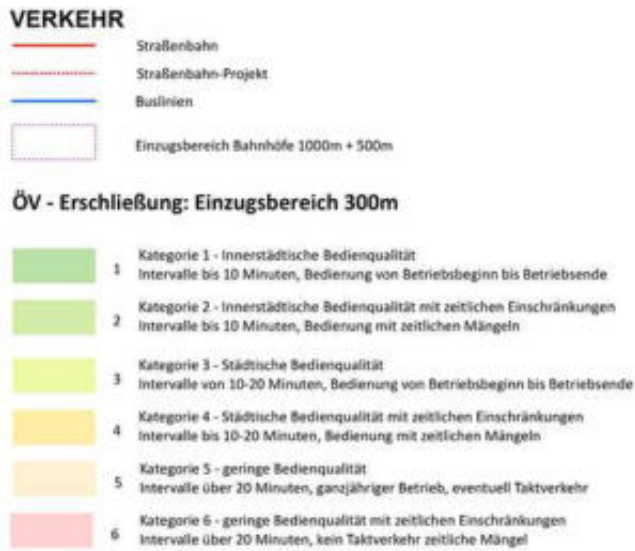 VERKEHR
Straßenbahn
Straßenbahn-Projekt
Buslinien
Einzugsbereich Bahnhöfe 1000m + 500m
ÖV - Erschließung: Einzugsbereich 300m
1 Kategorie 1 - Innerstädtische Bedienqualität
Intervalle bis 10 Minuten, Bedienung von Betriebsbeginn bis Betriebsende
2 Kategorie 2 - Innerstädtische Bedienqualität mit zeitlichen Einschränkungen
Intervalle bis 10 Minuten, Bedienung mit zeitlichen Mängeln
3 Kategorie 3 - Städtische Bedienqualität
Intervalle von 10-20 Minuten, Bedienung von Betriebsbeginn bis Betriebsende
4 Kategorie 4 - Städtische Bedienqualität mit zeitlichen Einschränkungen
Intervalle bis 10-20 Minuten, Bedienung mit zeitlichen Mängeln
5 Kategorie 5 - geringe Bedienqualität
Intervalle über 20 Minuten, ganzjähriger Betrieb, eventuell Taktverkehr
6 Kategorie 6 - geringe Bedienqualität mit zeitlichen Einschränkungen
Intervalle über 20 Minuten, kein Taktverkehr zeitliche Mängel